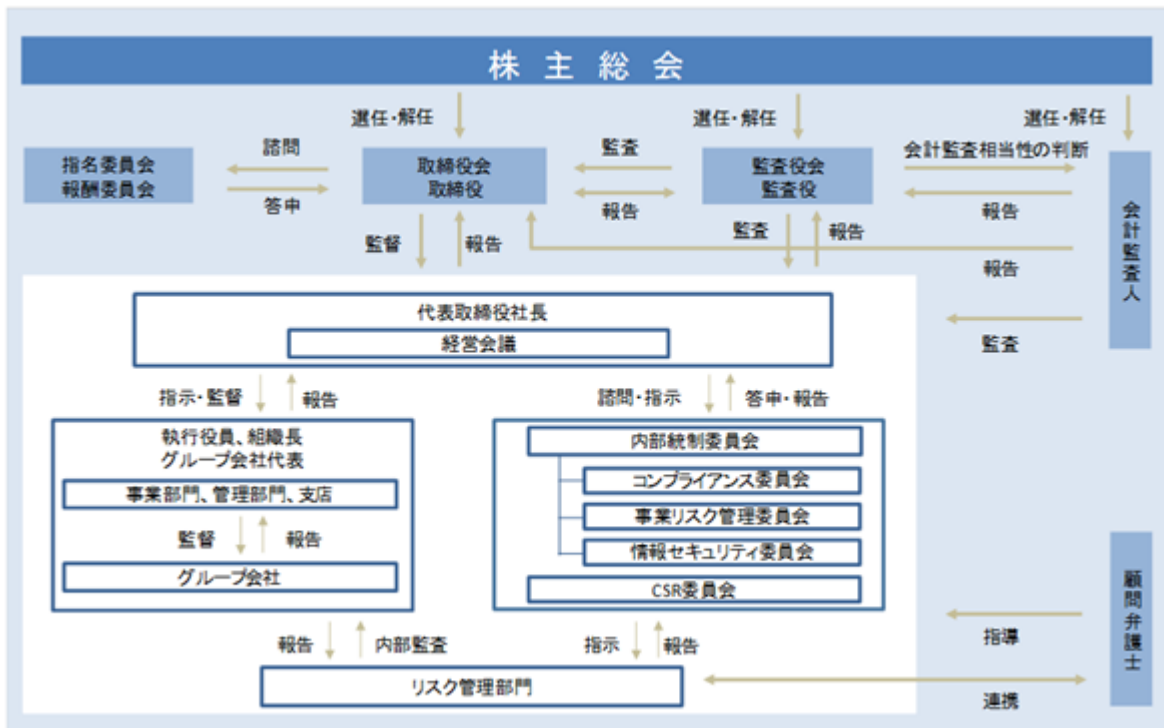 株主総会
選任・解任
選任・解任
選任・解任
指名委員会
報酬委員会
諮問
答申
取締役会
取締役
監査
報告
監査役会
監査役
会計監査相当性の判断
報告
会計監査人
監督
報告
監査
報告
報告
代表取締役社長
経営会議
監査
指示・監督
報告
諮問・指示
答申・報告
執行役員、組織長
グループ会社代表
事業部門、管理部門、支店
監督
報告
グループ会社
内部統制委員会
コンプライアンス委員会
事業リスク管理委員会
情報セキュリティ委員会
CSR委員会
顧問弁護士
報告
内部監査
指示
報告
指導
リスク管理部門
連携